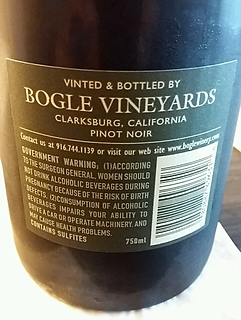 VINTED & BOTTLED BY
BOGLE VINEYARDS
CLARKSBURG, CALIFORNIA
PINOT NOIR
Contact us at 916.744.1139 or visit our web site www.boglewinery.com
GOVERNMENT WARNING: (1)ACCORDING
TO THE SURGEON GENERAL, WOMEN SHOULD
NOT DRINK ALCOHOLIC BEVERAGES DURING
PREGNANCY BECAUSE OF THE RISK OF BIRTH
DEFECTS. (2)CONSUMPTION OF ALCOHOLIC
BEVERAGES IMPAIRS YOUR ABILITY TO
DRIVE A CAR OR OPERATE MACHINERY, AND
MAY CAUSE HEALTH PROBLEMS.
CONTAINS SULFITES
750ml